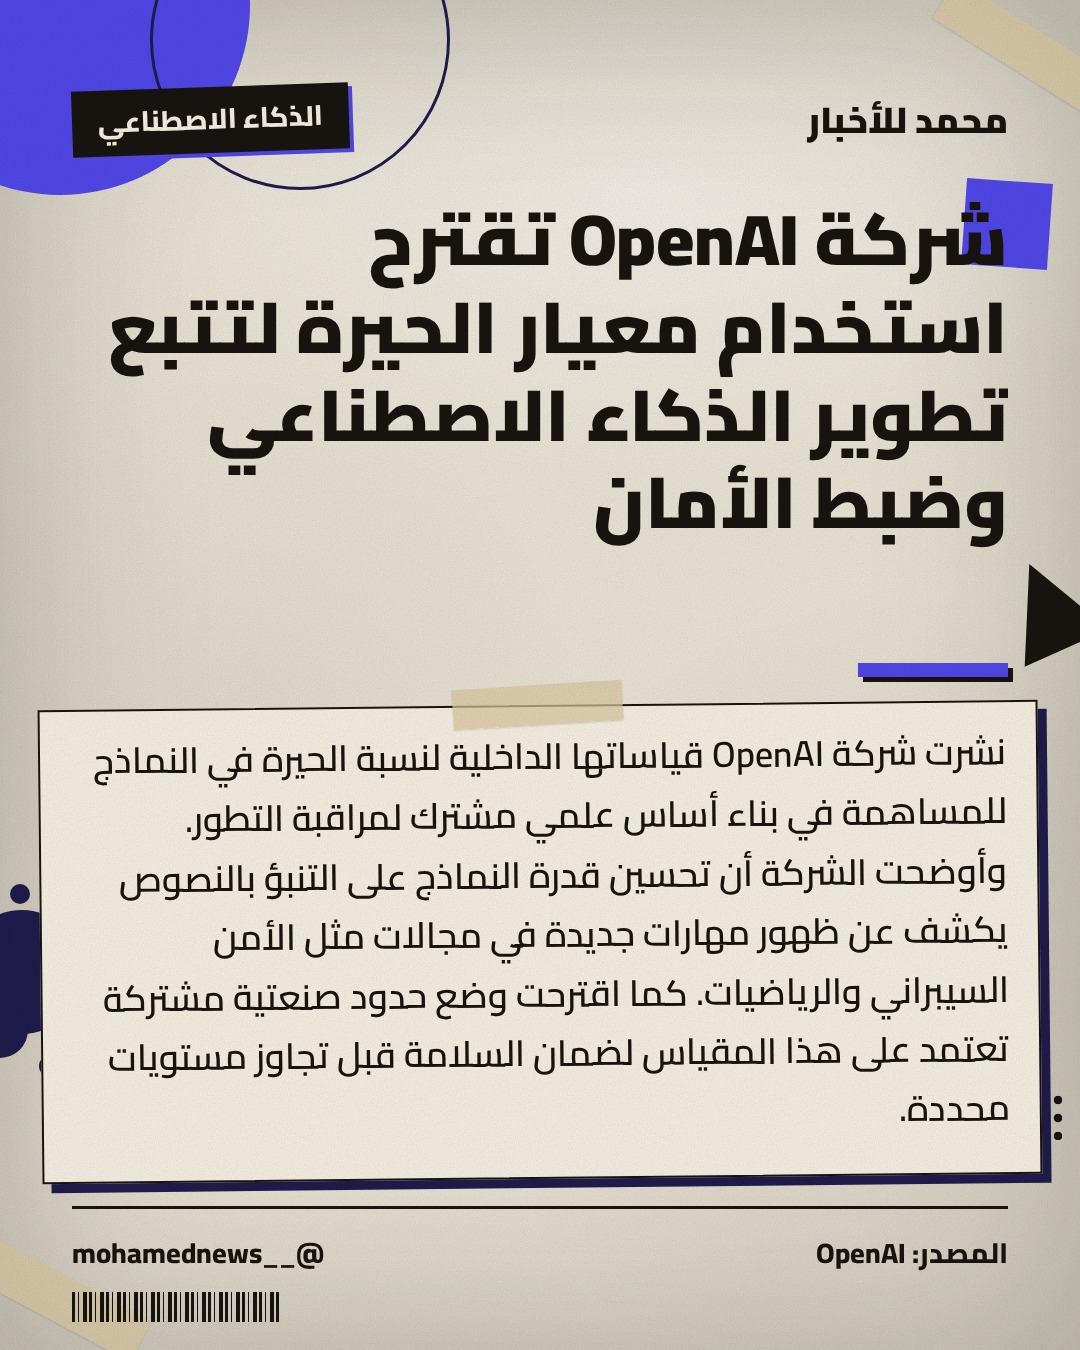 محمد للأخبار
الذكاء الاصطناعي
شركة OpenAI تقترح
استخدام معيار الحيرة لتتبع
تطوير الذكاء الاصطناعي
وضبط الأمان
نشرت شركة OpenAI قياساتها الداخلية لنسبة الحيرة في النماذج
للمساهمة في بناء أساس علمي مشترك لمراقبة التطور.
وأوضحت الشركة أن تحسين قدرة النماذج على التنبؤ بالنصوص
يكشف عن ظهور مهارات جديدة في مجالات مثل الأمن
السيبراني والرياضيات. كما اقترحت وضع حدود صنعتية مشتركة
تعتمد على هذا المقياس لضمان السلامة قبل تجاوز مستويات
محددة.
المصدر: OpenAI
mohamednews__@